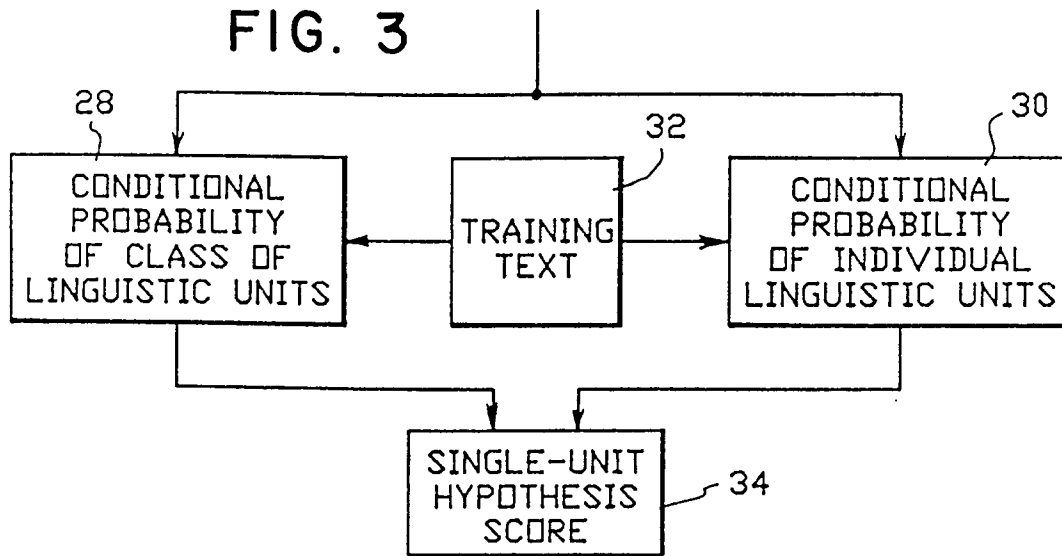 FIG. 3
28
CONDITIONAL
PROBABILITY
OF CLASS OF
LINGUISTIC UNITS
32
TRAINING
TEXT
30
CONDITIONAL
PROBABILITY
OF INDIVIDUAL
LINGUISTIC UNITS
SINGLE-UNIT
HYPOTHESIS
SCORE
34